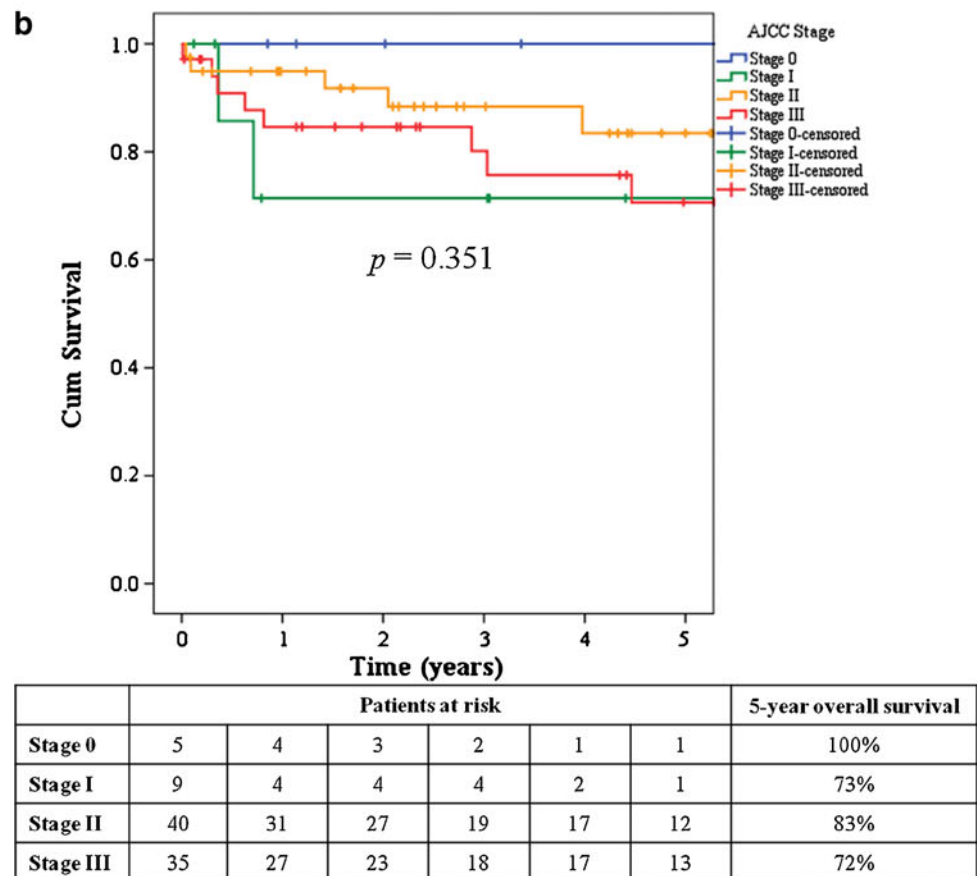 b
AJCC Stage
Stage 0
Stage I
Stage II
Stage III
Stage 0-censored
Stage I-censored
Stage II-censored
Stage III-censored
1.0
0.8
0.6
0.4
0.2
0.0
Cum Survival
p = 0.351
0 1 2 3 4 5
Time (years)
Patients at risk 5-year overall survival
Stage 0 5 4 3 2 1 1 100%
Stage I 9 4 4 4 2 1 73%
Stage II 40 31 27 19 17 12 83%
Stage III 35 27 23 18 17 13 72%